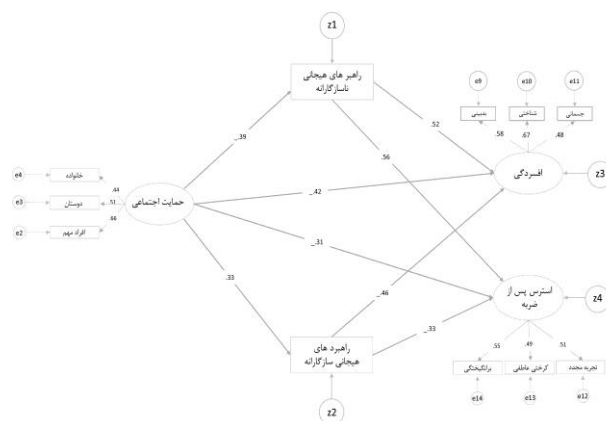 z1
راهبر های هیجانی
ناسازگارانه
e9
e10
e11
بدبینی
شناختی
جسمانی
.58
.67
.48
.52
افسردگی
z3
_.39
.56
e4
خانواده
.44
e3
دوستان
.51
حمایت اجتماعی
e2
افراد مهم
.66
_.42
_.31
.33
_.46
_.33
استرس پس از
ضربه
z4
راهبرد های
هیجانی سازگارانه
z2
.55
.49
.51
برانگیختگی
کرختی عاطفی
تجربه مجدد
e14
e13
e12